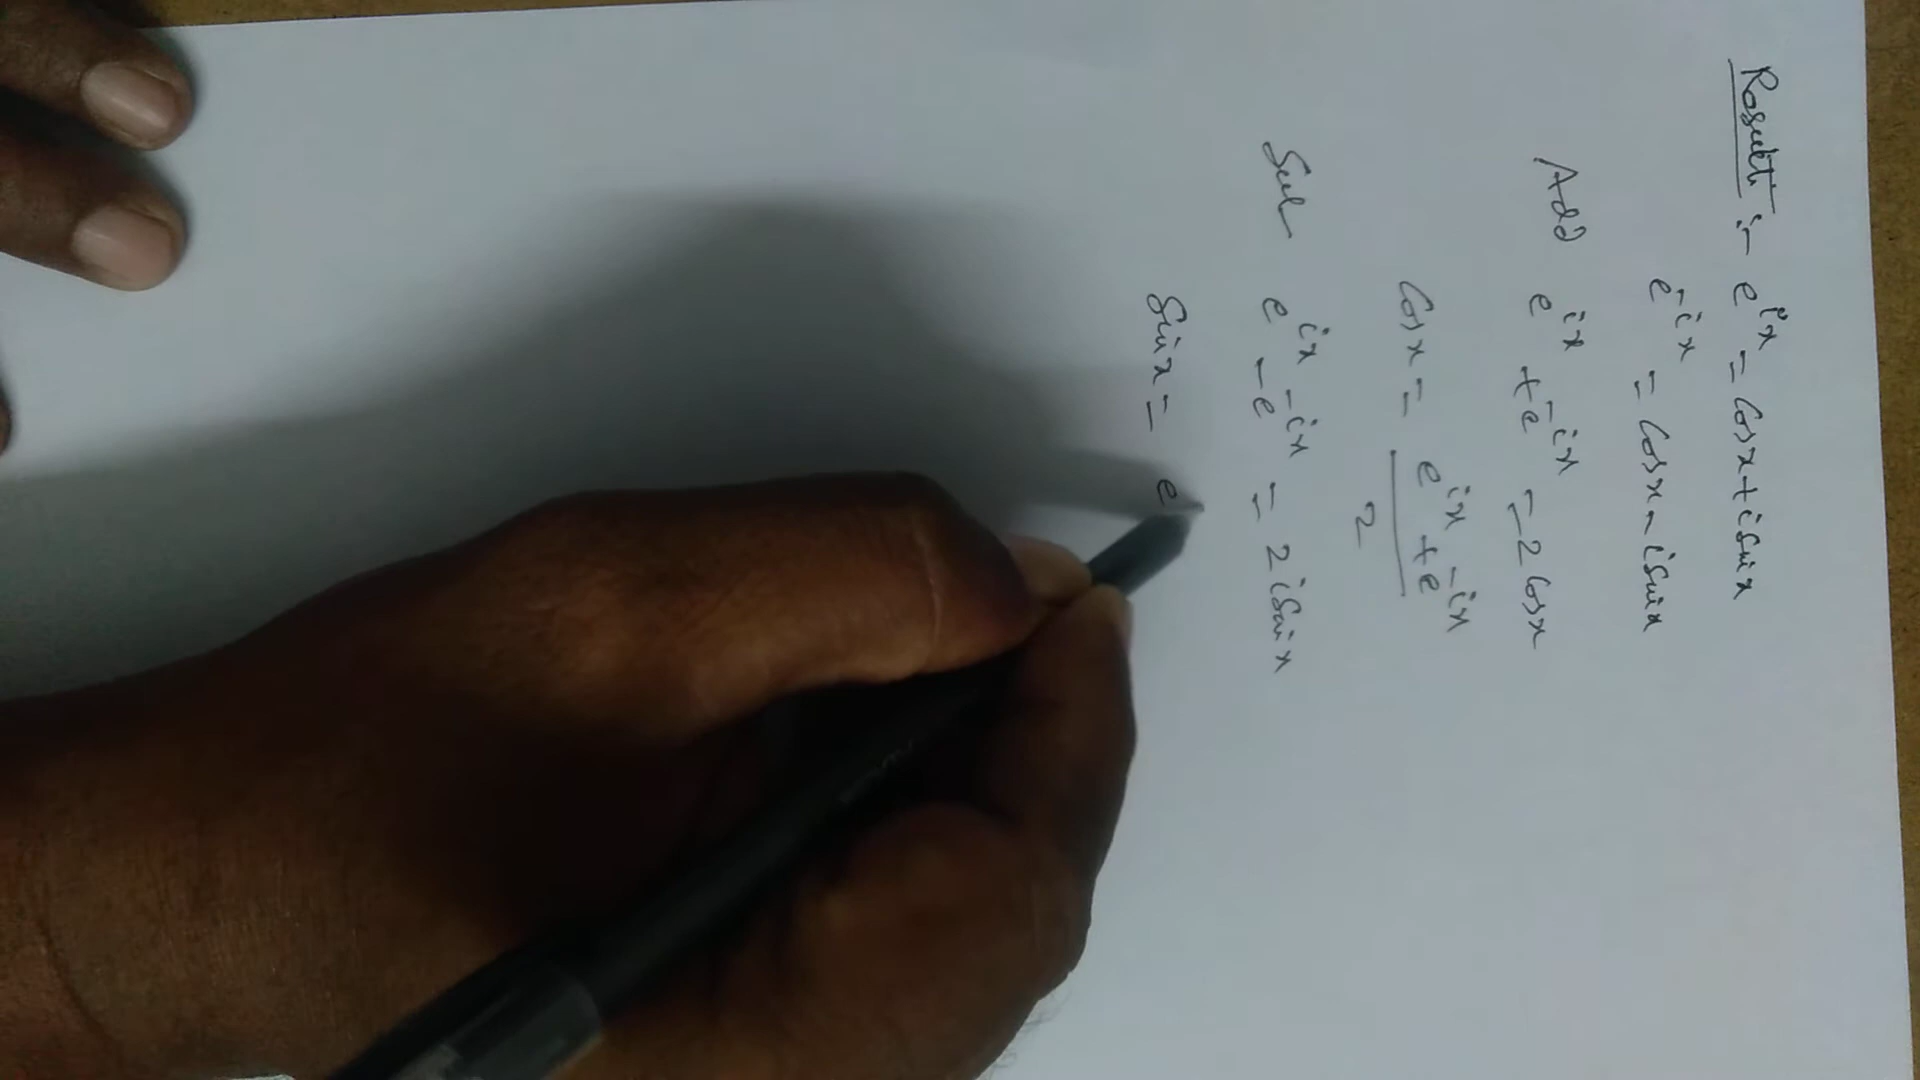 Result :- e^ix = Cosx + i Sinx
e^-ix = Cosx - i Sinx
Add e^ix + e^-ix = 2 Cosx
Cosx = (e^ix + e^-ix)/2
Sub e^ix - e^-ix = 2 i Sinx
Sinx = e